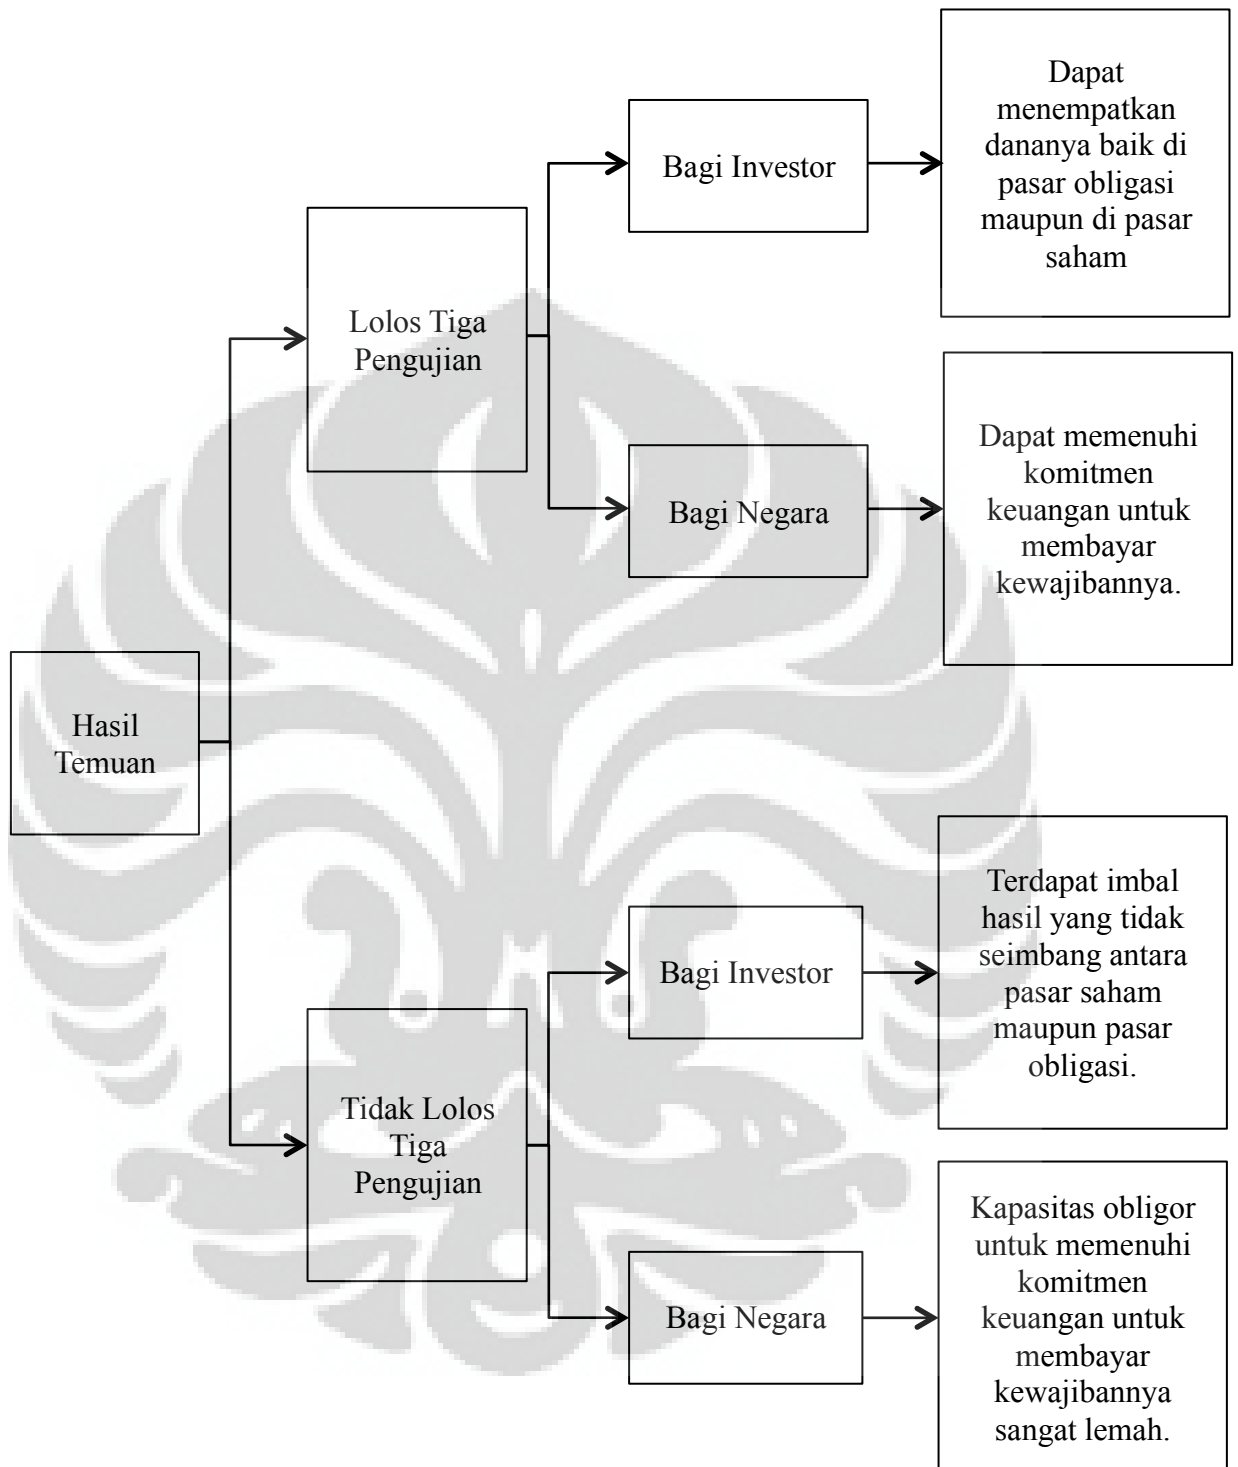 Hasil
Temuan
Lolos Tiga
Pengujian
Bagi Investor
Dapat
menempatkan
dananya baik di
pasar obligasi
maupun di pasar
saham
Bagi Negara
Dapat memenuhi
komitmen
keuangan untuk
membayar
kewajibannya.
Tidak Lolos
Tiga
Pengujian
Bagi Investor
Terdapat imbal
hasil yang tidak
seimbang antara
pasar saham
maupun pasar
obligasi.
Bagi Negara
Kapasitas obligor
untuk memenuhi
komitmen
keuangan untuk
membayar
kewajibannya
sangat lemah.